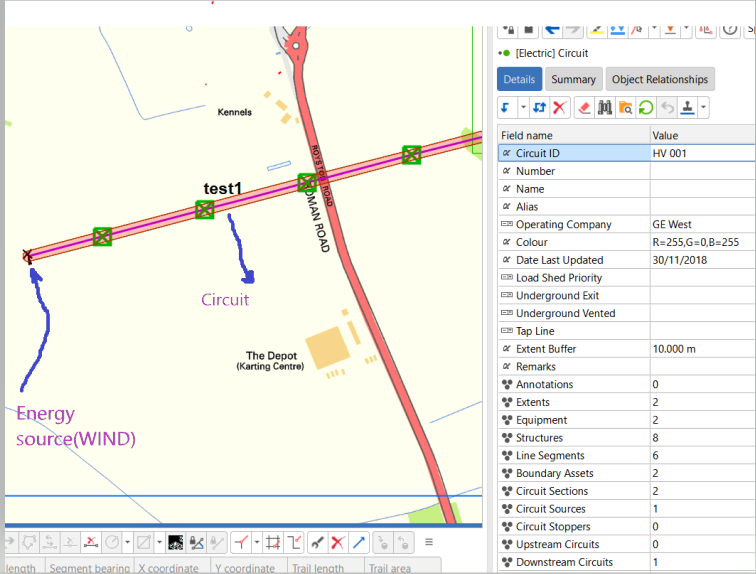 [Electric] Circuit
Details Summary Object Relationships
Field name Value
Circuit ID HV 001
Number
Name
Alias
Operating Company GE West
Colour R=255,G=0,B=255
Date Last Updated 30/11/2018
Load Shed Priority
Underground Exit
Underground Vented
Tap Line
Extent Buffer 10.000 m
Remarks
Annotations 0
Extents 2
Equipment 2
Structures 8
Line Segments 6
Boundary Assets 2
Circuit Sections 2
Circuit Sources 1
Circuit Stoppers 0
Upstream Circuits 0
Downstream Circuits 1
Kennels
ROYSTON ROAD
test1
ROMAN ROAD
Circuit
The Depot
(Karting Centre)
Energy
source(WIND)
length Segment bearing X coordinate Y coordinate Trail length Trail area